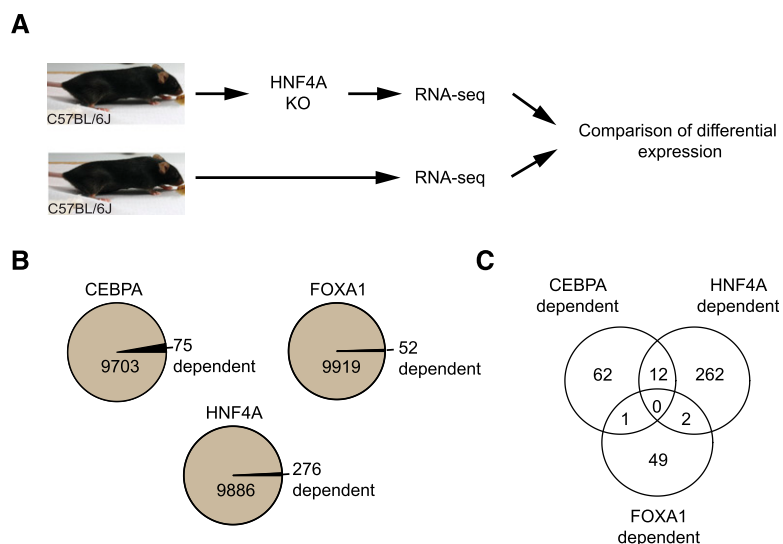 A
HNF4A
KO
RNA-seq
C57BL/6J
Comparison of differential
expression
RNA-seq
C57BL/6J
B
CEBPA
75
dependent
9703
FOXA1
52
dependent
9919
HNF4A
276
dependent
9886
C
CEBPA
dependent
HNF4A
dependent
62
12
262
0
1
2
49
FOXA1
dependent